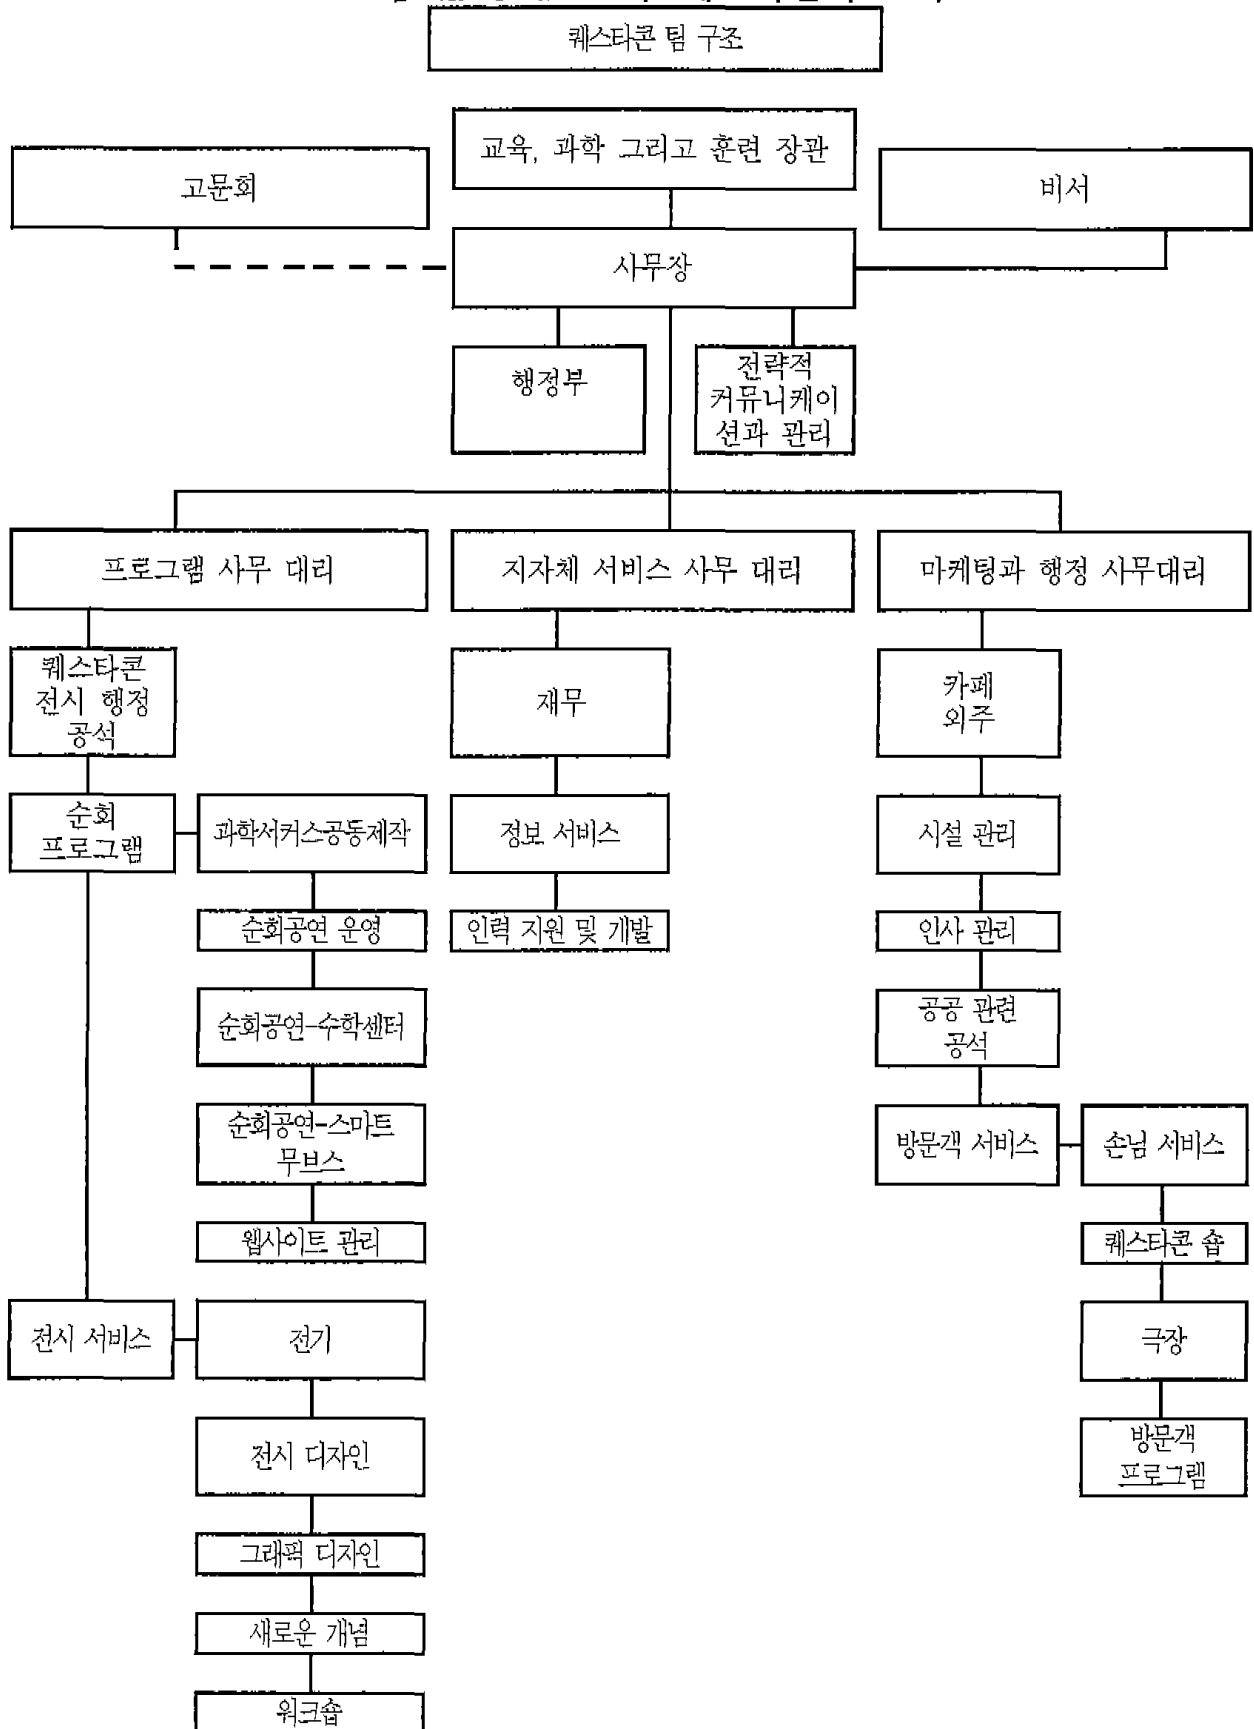 퀘스타콘 팀 구조
교육, 과학 그리고 훈련 장관
고문회
비서
사무장
행정부
전략적
커뮤니케이
션과 관리
프로그램 사무 대리
지자체 서비스 사무 대리
마케팅과 행정 사무대리
퀘스타콘
전시 행정
공석
재무
카페
외주
순회
프로그램
과학서커스공동제작
정보 서비스
시설 관리
순회공연 운영
인력 지원 및 개발
인사 관리
순회공연-수학센터
공공 관련
공석
순회공연-스마트
무브스
방문객 서비스
손님 서비스
웹사이트 관리
퀘스타콘 숍
전시 서비스
전기
극장
전시 디자인
방문객
프로그램
그래픽 디자인
새로운 개념
워크숍